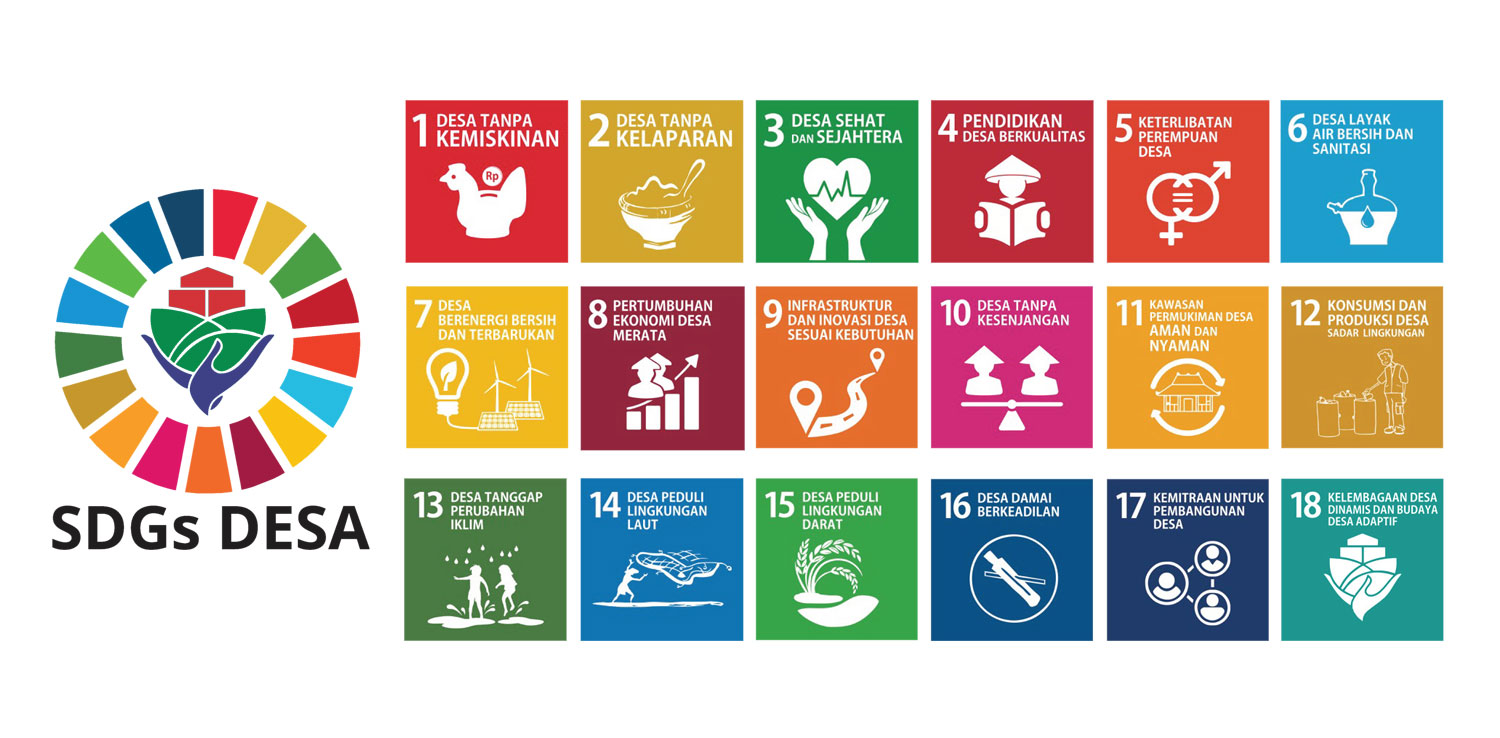 SDGs DESA
1 DESA TANPA
KEMISKINAN
Rp
2 DESA TANPA
KELAPARAN
3 DESA SEHAT
DAN SEJAHTERA
4 PENDIDIKAN
DESA BERKUALITAS
5 KETERLIBATAN
PEREMPUAN
DESA
6 DESA LAYAK
AIR BERSIH DAN
SANITASI
7 DESA
BERENERGI BERSIH
DAN TERBARUKAN
8 PERTUMBUHAN
EKONOMI DESA
MERATA
9 INFRASTRUKTUR
DAN INOVASI DESA
SESUAI KEBUTUHAN
10 DESA TANPA
KESENJANGAN
11 KAWASAN
PERMUKIMAN DESA
AMAN DAN
NYAMAN
12 KONSUMSI DAN
PRODUKSI DESA
SADAR LINGKUNGAN
13 DESA TANGGAP
PERUBAHAN
IKLIM
14 DESA PEDULI
LINGKUNGAN
LAUT
15 DESA PEDULI
LINGKUNGAN
DARAT
16 DESA DAMAI
BERKEADILAN
17 KEMITRAAN UNTUK
PEMBANGUNAN
DESA
18 KELEMBAGAAN DESA
DINAMIS DAN BUDAYA
DESA ADAPTIF